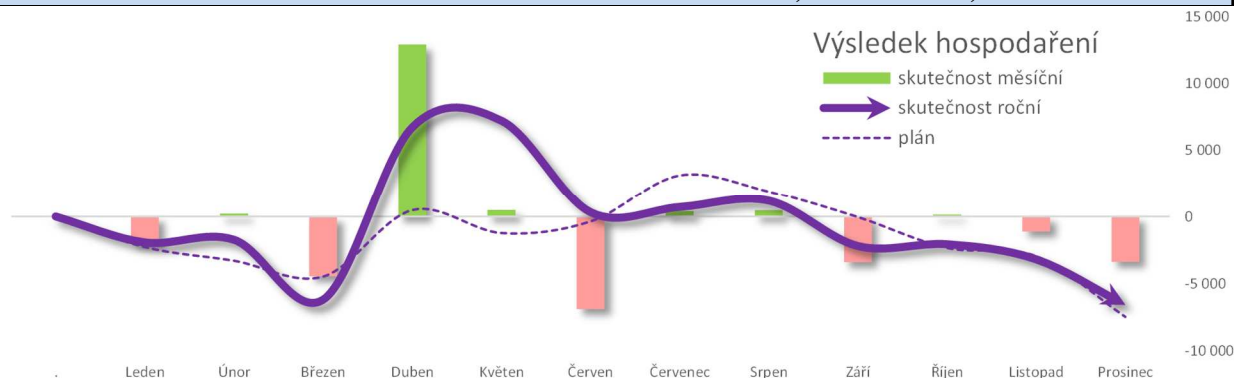 15 000
Výsledek hospodaření
skutečnost měsíční
10 000
skutečnost roční
plán
5 000
0
-5 000
-10 000
. Leden Únor Březen Duben Květen Červen Červenec Srpen Září Říjen Listopad Prosinec